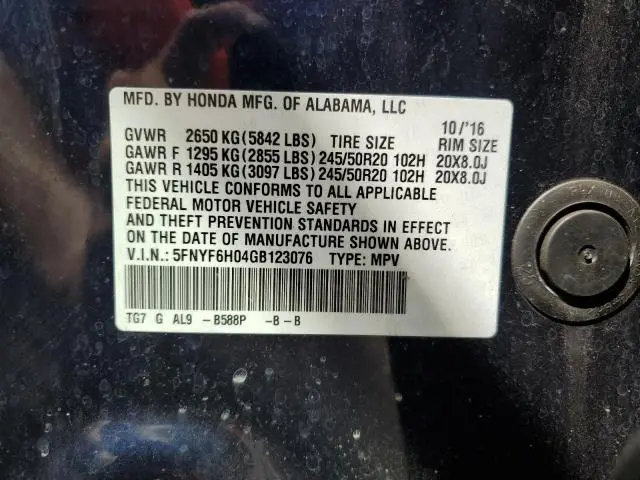 MFD. BY HONDA MFG. OF ALABAMA, LLC
10/'16
GVWR 2650 KG(5842 LBS) TIRE SIZE RIM SIZE
GAWR F 1295 KG(2855 LBS)245/50R20 102H 20X8.0J
GAWR R 1405 KG(3097 LBS)245/50R20 102H 20X8.0J
THIS VEHICLE CONFORMS TO ALL APPLICABLE
FEDERAL MOTOR VEHICLE SAFETY
AND THEFT PREVENTION STANDARDS IN EFFECT
ON THE DATE OF MANUFACTURE SHOWN ABOVE.
V.I.N.: 5FNYF6H04GB123076 TYPE: MPV
TG7 G AL9 -B588P -B-B